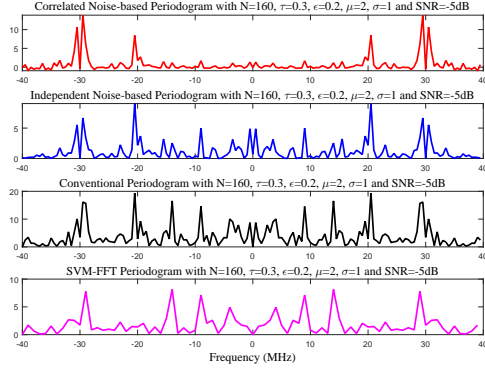 Correlated Noise-based Periodogram with N=160, τ=0.3, ϵ=0.2, μ=2, σ=1 and SNR=-5dB
10
5
0
-40 -30 -20 -10 0 10 20 30 40
Independent Noise-based Periodogram with N=160, τ=0.3, ϵ=0.2, μ=2, σ=1 and SNR=-5dB
5
0
-40 -30 -20 -10 0 10 20 30 40
Conventional Periodogram with N=160, τ=0.3, ϵ=0.2, μ=2, σ=1 and SNR=-5dB
20
10
0
-40 -30 -20 -10 0 10 20 30 40
SVM-FFT Periodogram with N=160, τ=0.3, ϵ=0.2, μ=2, σ=1 and SNR=-5dB
10
5
0
-40 -30 -20 -10 0 10 20 30 40
Frequency (MHz)